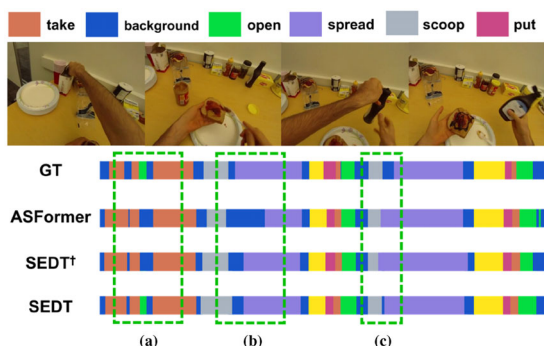 take background open spread scoop put
GT
ASFormer
SEDT†
SEDT
(a) (b) (c)